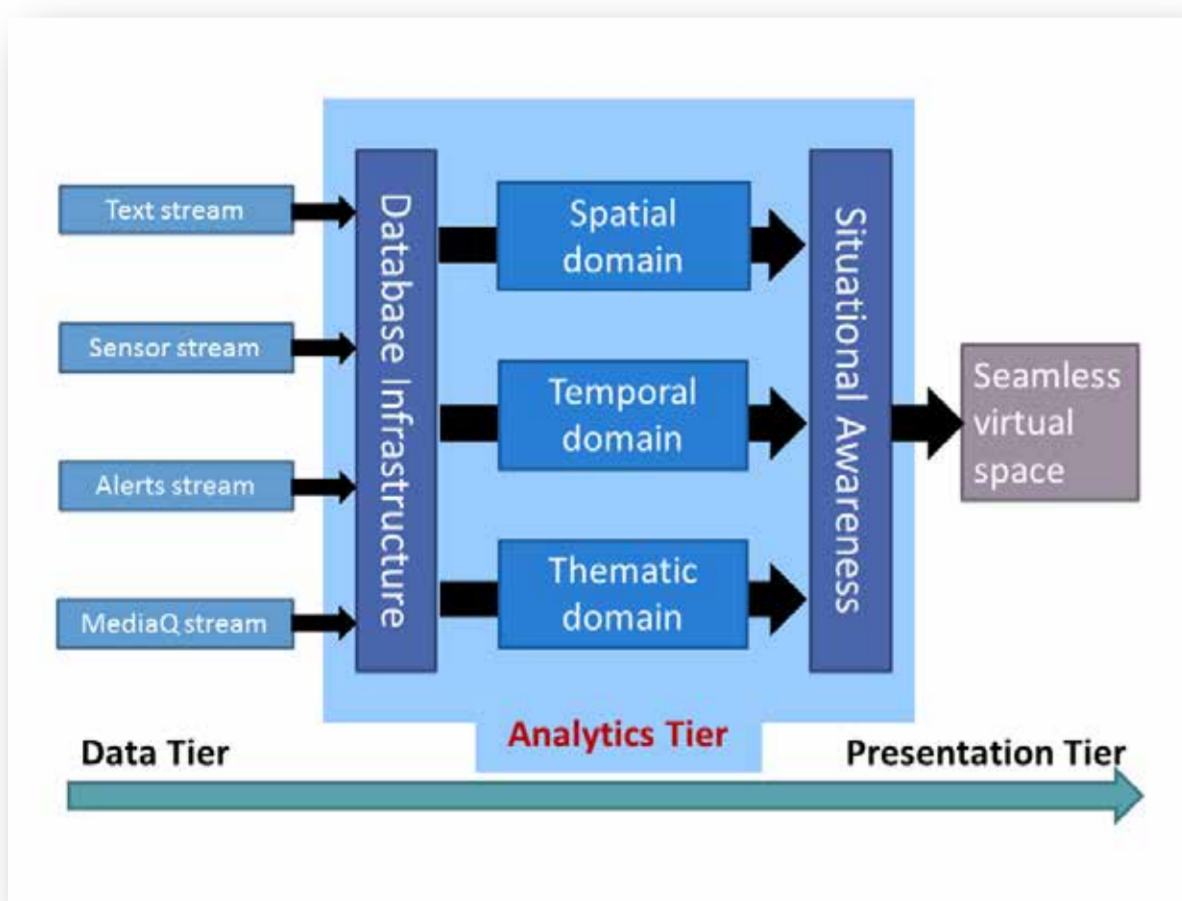 Text stream
Sensor stream
Alerts stream
MediaQ stream
Database Infrastructure
Spatial
domain
Temporal
domain
Thematic
domain
Situational Awareness
Seamless
virtual
space
Data Tier
Analytics Tier
Presentation Tier